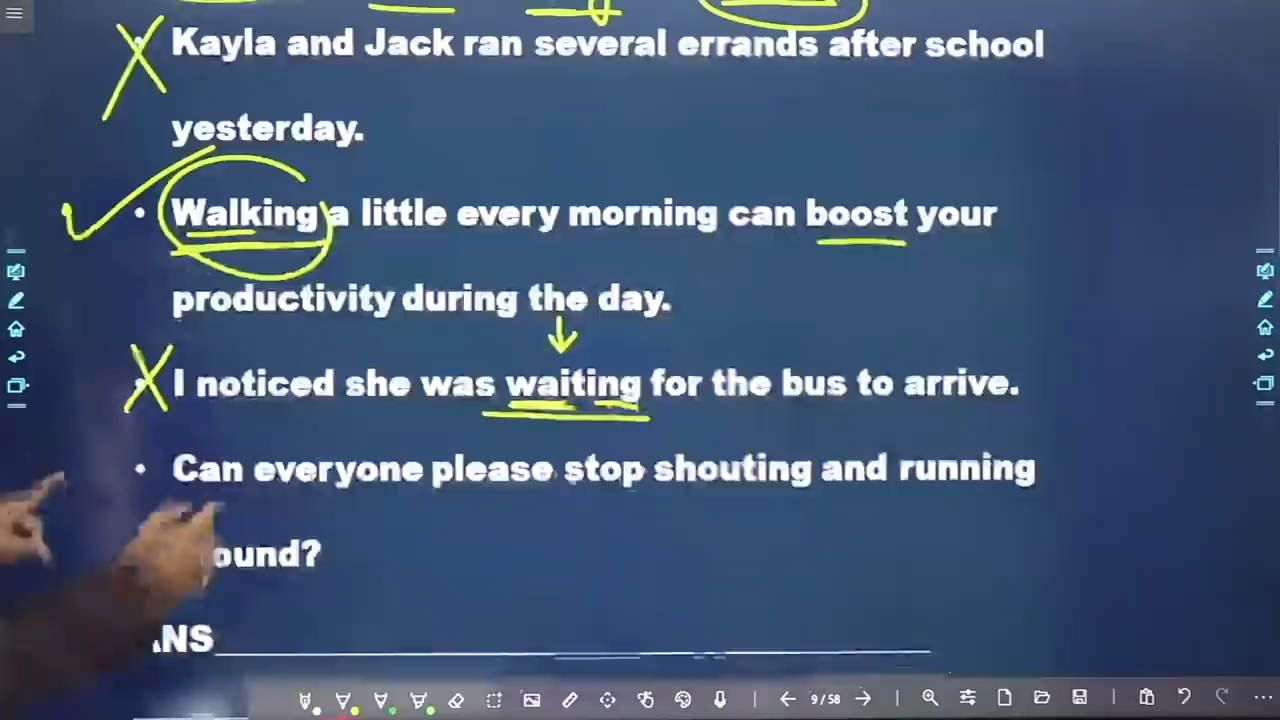 Kayla and Jack ran several errands after school
yesterday.
• Walking a little every morning can boost your
productivity during the day.
I noticed she was waiting for the bus to arrive.
• Can everyone please stop shouting and running
ound?
NS
9/58